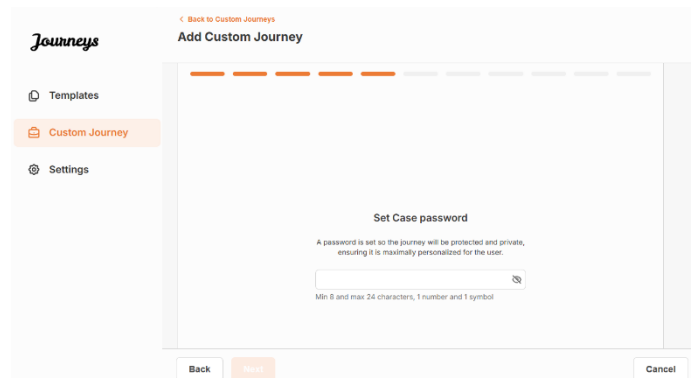 < Back to Custom Journeys
Journeys
Add Custom Journey
Templates
Custom Journey
Settings
Set Case password
A password is set so the journey will be protected and private,
ensuring it is maximally personalized for the user.
Min 8 and max 24 characters, 1 number and 1 symbol
Back
Next
Cancel